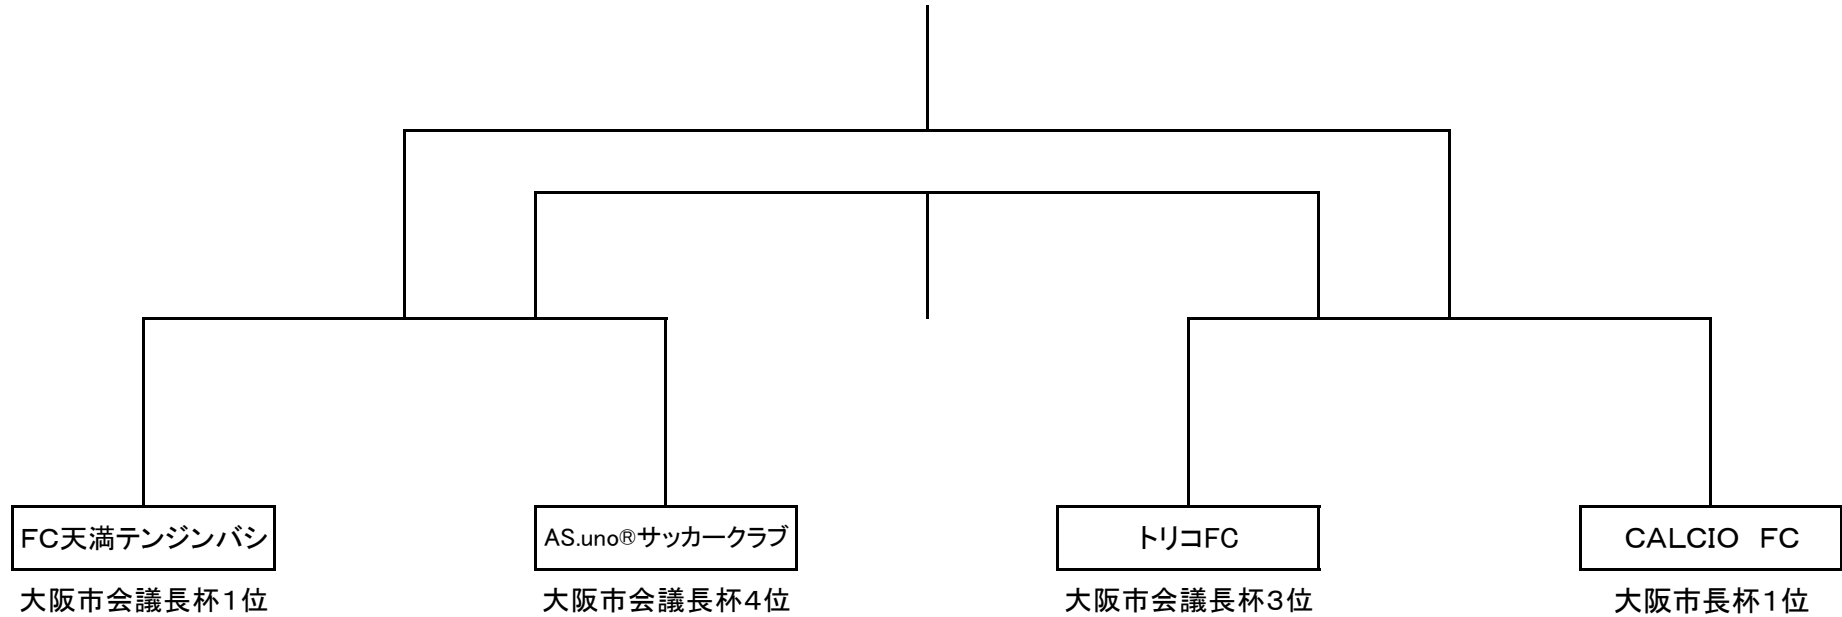 FC天満テンジンバシ
AS.uno®サッカークラブ
トリコFC
CALCIO　FC
大阪市会議長杯1位
大阪市会議長杯4位
大阪市会議長杯3位
大阪市長杯1位